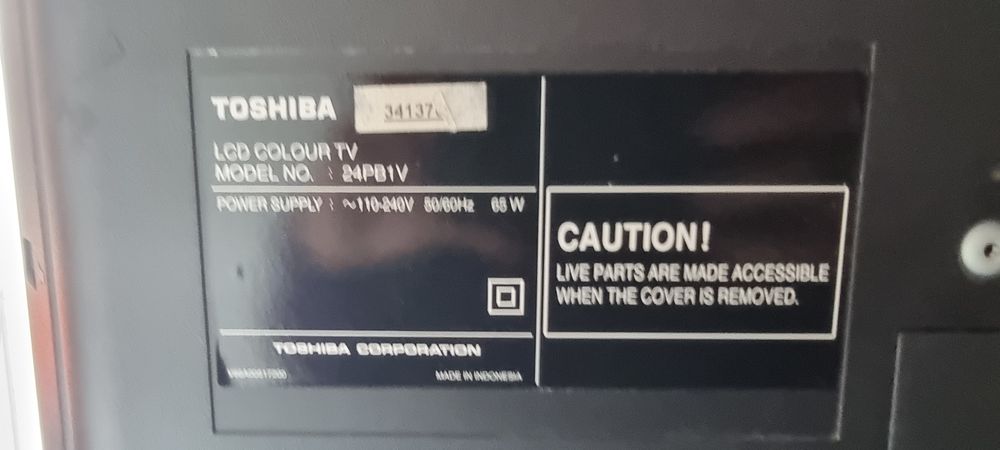 TOSHIBA
34137
LCD COLOUR TV
MODEL NO. : 24PB1V
POWER SUPPLY : ~110-240V 50/60Hz 65 W
TOSHIBA CORPORATION
MADE IN INDONESIA
CAUTION!
LIVE PARTS ARE MADE ACCESSIBLE
WHEN THE COVER IS REMOVED.